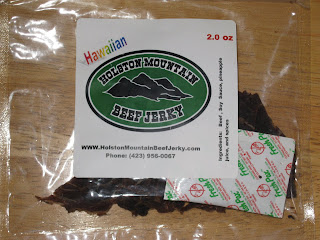 Hawaiian
2.0 oz
HOLSTON MOUNTAIN
BEEF JERKY
www.HolstonMountainBeefJerky.com
Phone: (423) 956-0067
Ingredients: Beef, Soy Sauce, pineapple
juice, and spices